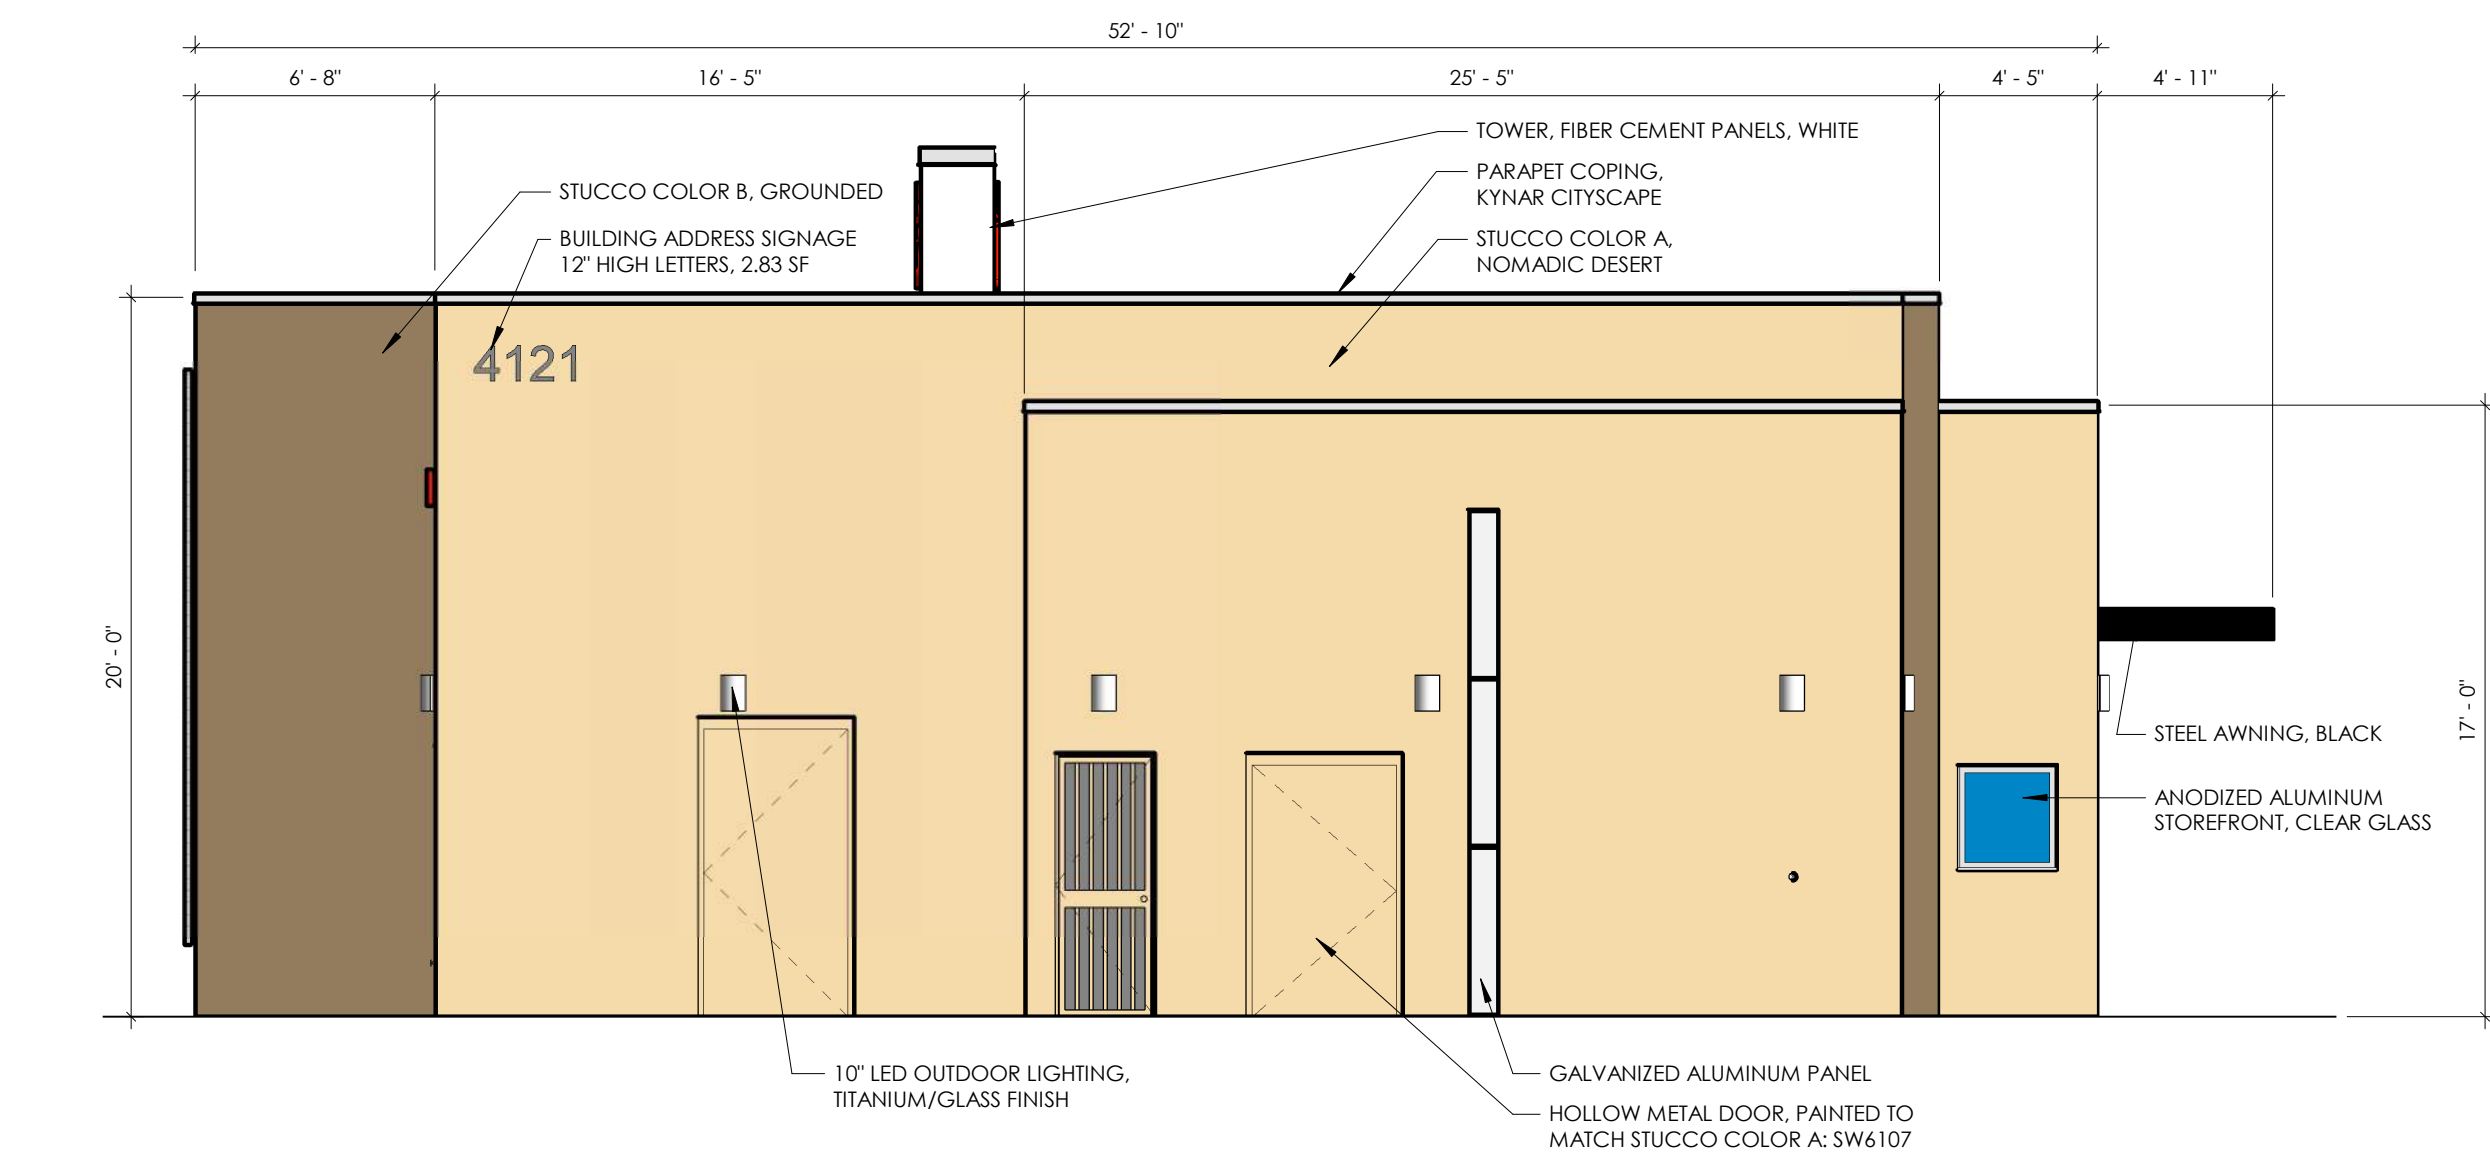 52' - 10"
6' - 8"
16' - 5"
25' - 5"
4' - 5"
4' - 11"
TOWER, FIBER CEMENT PANELS, WHITE
PARAPET COPING,
KYNAR CITYSCAPE
STUCCO COLOR B, GROUNDED
BUILDING ADDRESS SIGNAGE
12" HIGH LETTERS, 2.83 SF
STUCCO COLOR A,
NOMADIC DESERT
4121
20' - 0"
17' - 0"
STEEL AWNING, BLACK
ANODIZED ALUMINUM
STOREFRONT, CLEAR GLASS
10" LED OUTDOOR LIGHTING,
TITANIUM/GLASS FINISH
GALVANIZED ALUMINUM PANEL
HOLLOW METAL DOOR, PAINTED TO
MATCH STUCCO COLOR A: SW6107